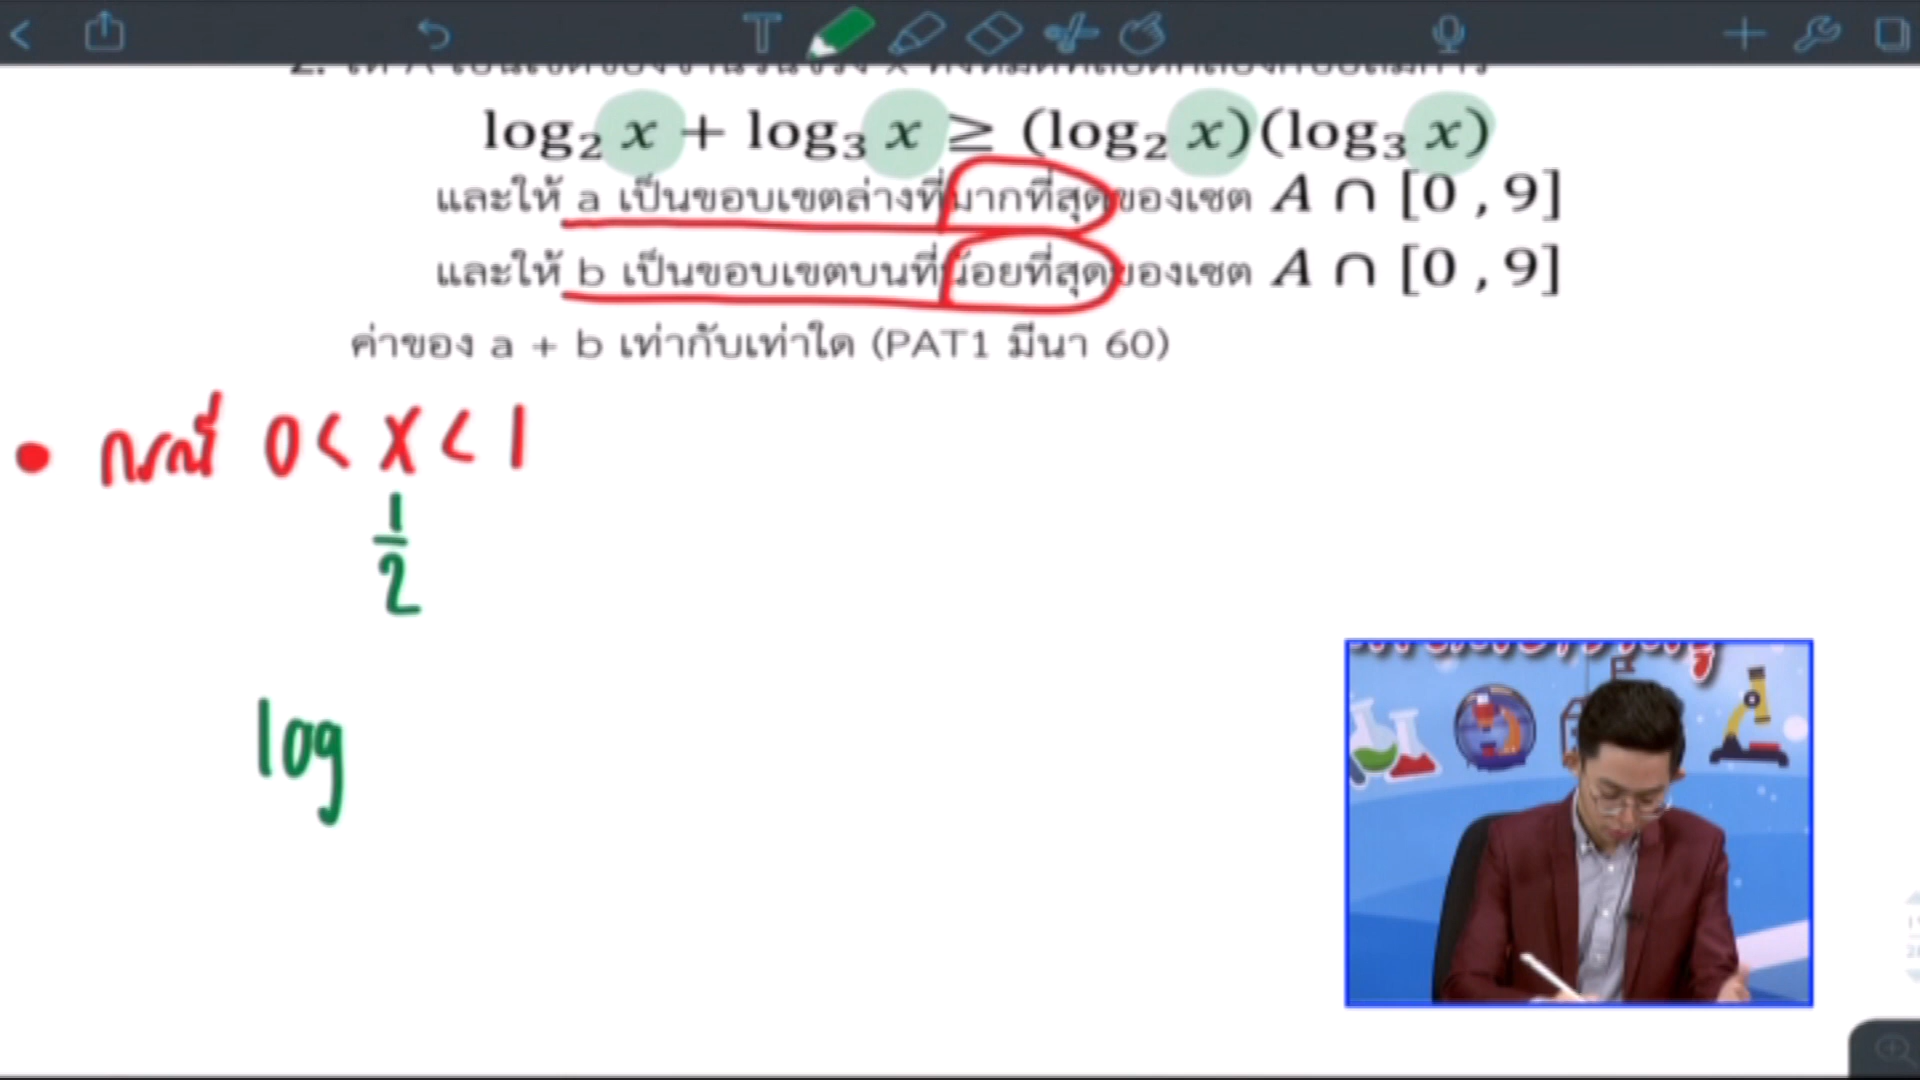 log₂ x + log₃ x ≥ (log₂ x)(log₃ x)
และให้ a เป็นขอบเขตล่างที่มากที่สุดของเซต A ∩ [0 , 9]
และให้ b เป็นขอบเขตบนที่น้อยที่สุดของเซต A ∩ [0 , 9]
ค่าของ a + b เท่ากับเท่าใด (PAT1 มีนา 60)
• กรณี 0 < x < 1
1/2
log